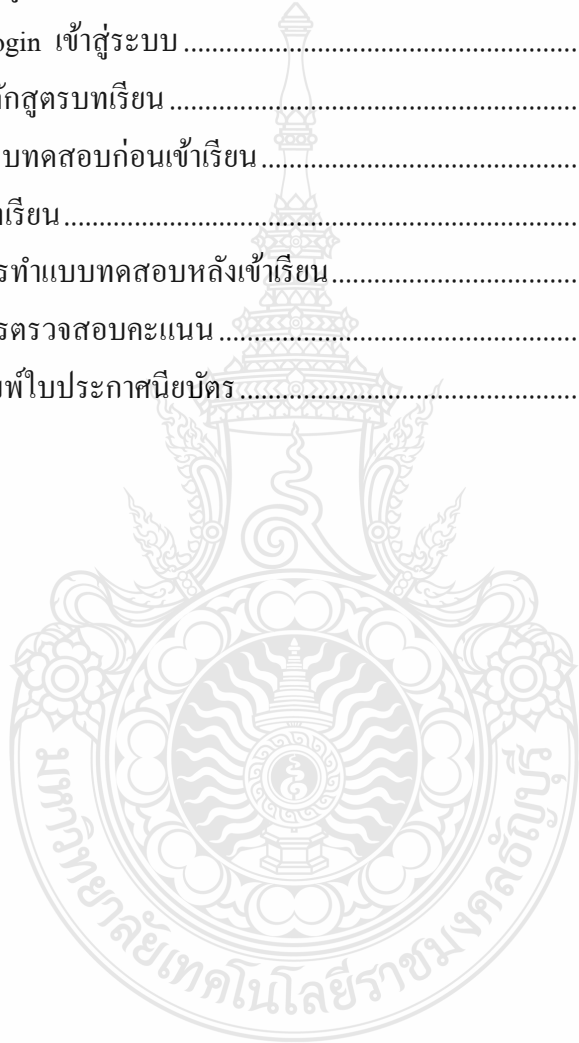 ogin เข้าสู่ระบบ ........................................
ักสูตรบทเรียน ........................................
บทดสอบก่อนเข้าเรียน ........................................
าเรียน ........................................
รทำแบบทดสอบหลังเข้าเรียน ........................................
รตรวจสอบคะแนน ........................................
มพ์ใบประกาศนียบัตร ........................................
มหาวิทยาลัยเทคโนโลยีราชมงคลธัญบุรี